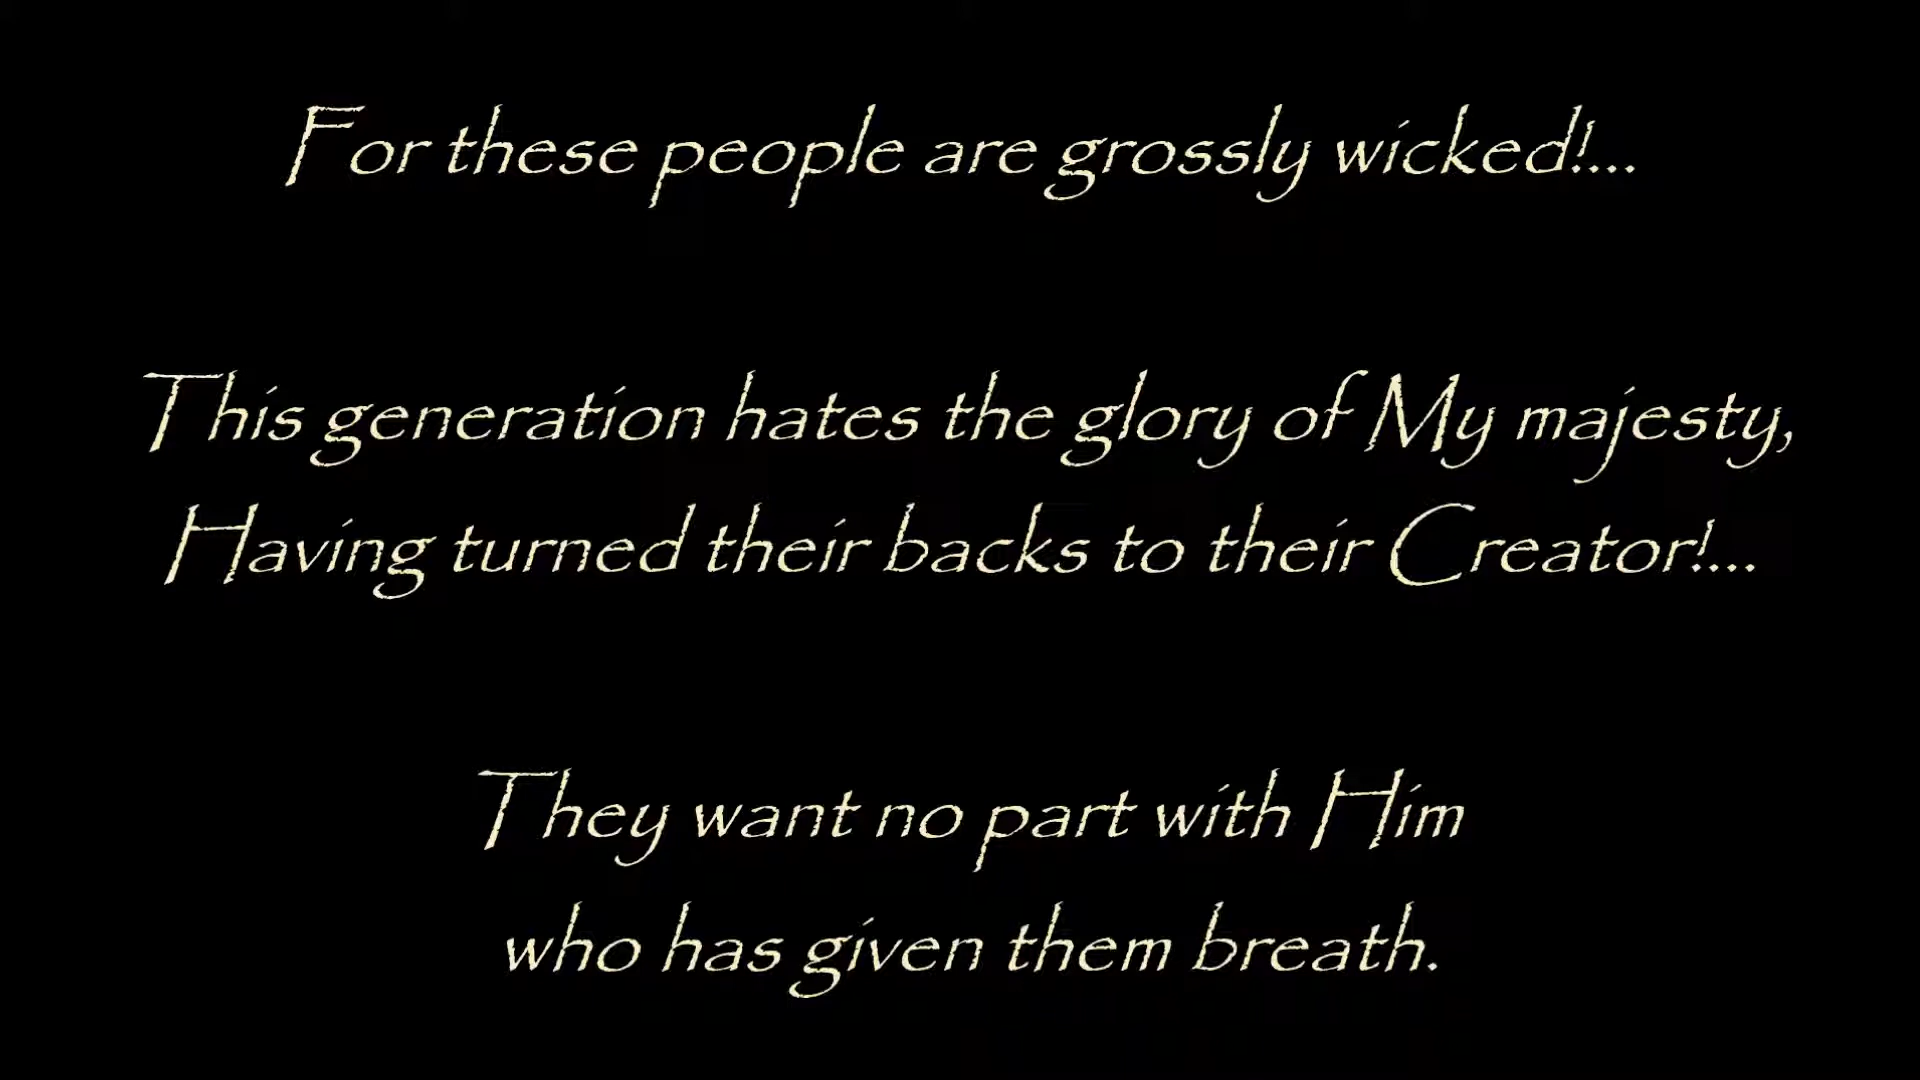 For these people are grossly wicked!...
This generation hates the glory of My majesty,
Having turned their backs to their Creator!...
They want no part with Him
who has given them breath.